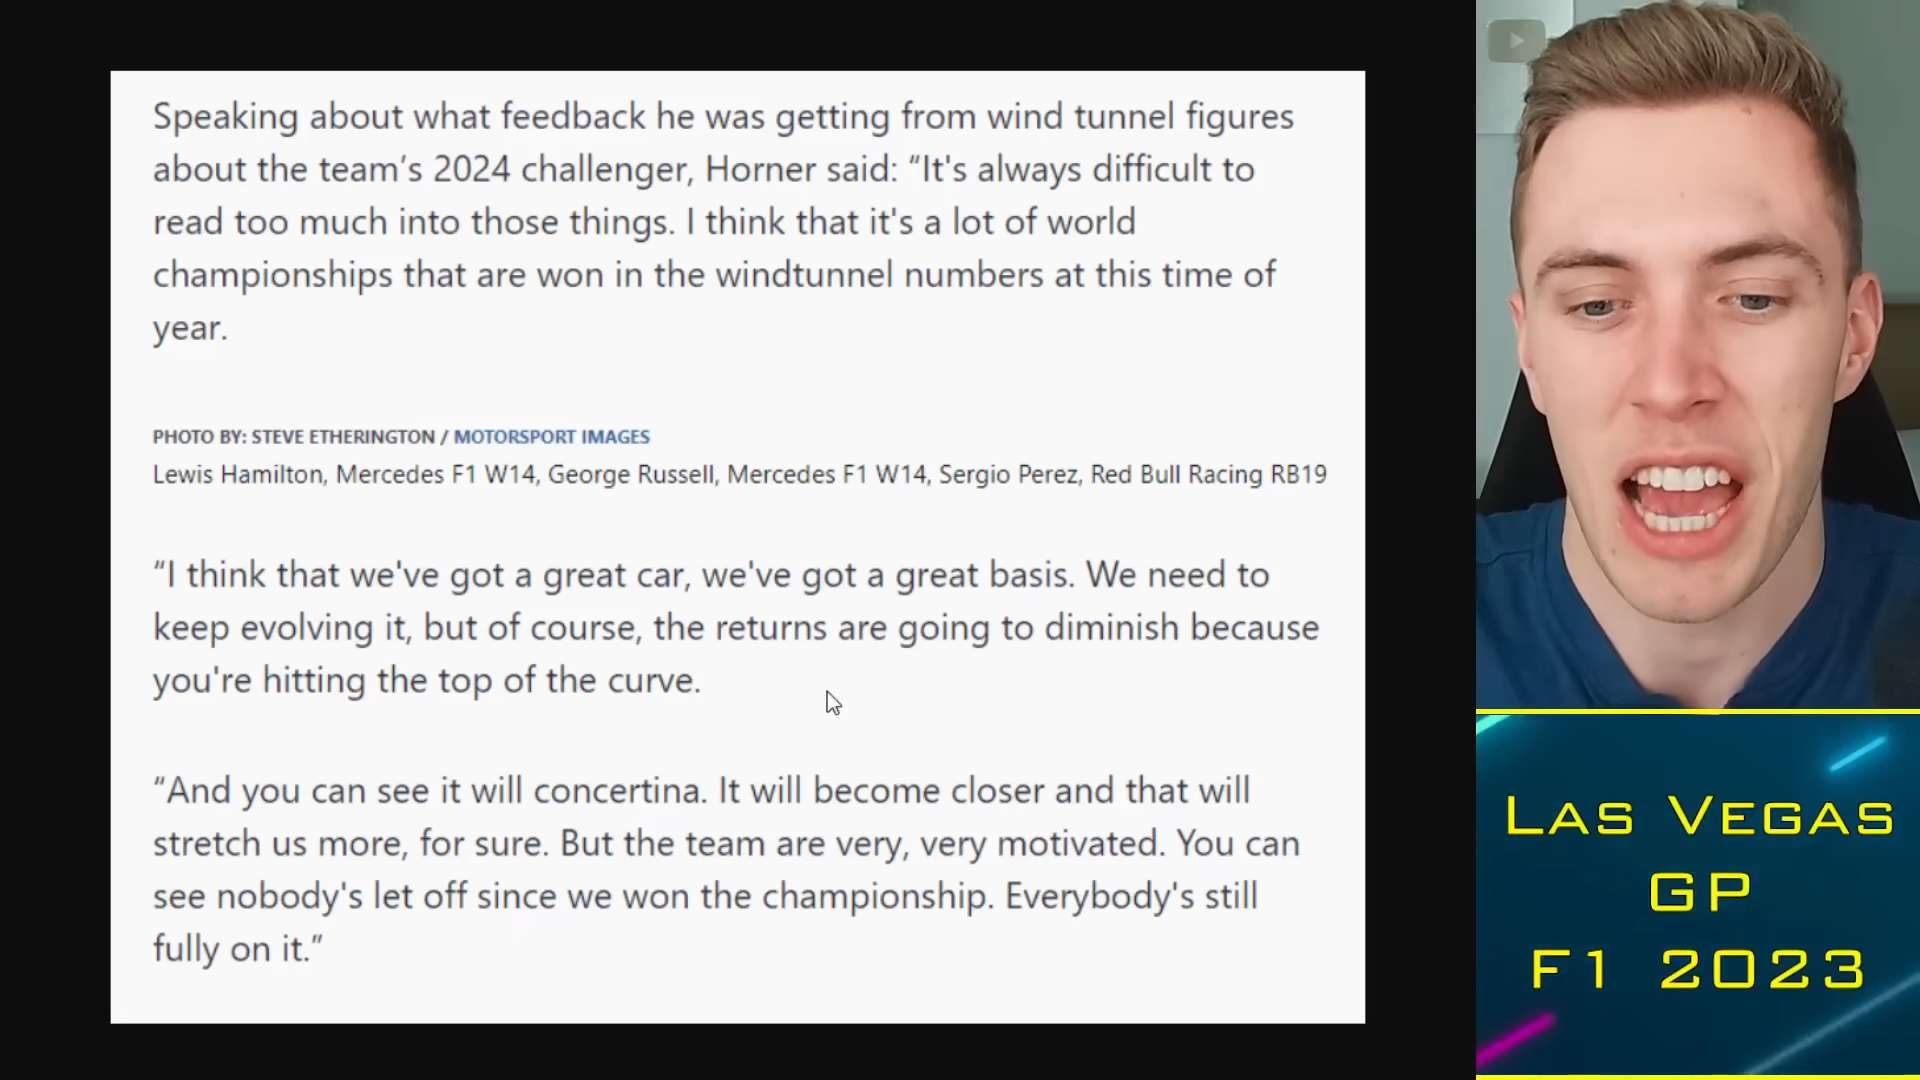 Speaking about what feedback he was getting from wind tunnel figures
about the team’s 2024 challenger, Horner said: “It's always difficult to
read too much into those things. I think that it's a lot of world
championships that are won in the windtunnel numbers at this time of
year.
PHOTO BY: STEVE ETHERINGTON / MOTORSPORT IMAGES
Lewis Hamilton, Mercedes F1 W14, George Russell, Mercedes F1 W14, Sergio Perez, Red Bull Racing RB19
“I think that we've got a great car, we've got a great basis. We need to
keep evolving it, but of course, the returns are going to diminish because
you're hitting the top of the curve.
“And you can see it will concertina. It will become closer and that will
stretch us more, for sure. But the team are very, very motivated. You can
see nobody's let off since we won the championship. Everybody's still
fully on it.”
LAS VEGAS
GP
F1 2023